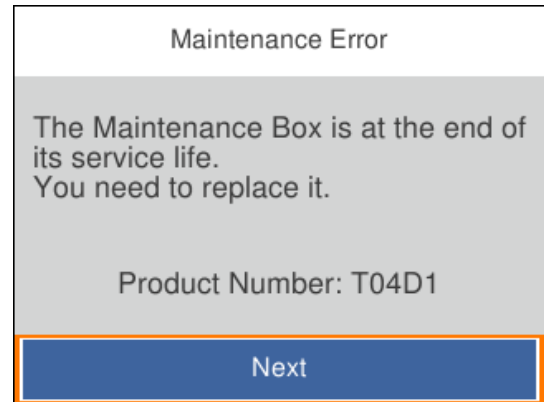 Maintenance Error
The Maintenance Box is at the end of
its service life.
You need to replace it.
Product Number: T04D1
Next